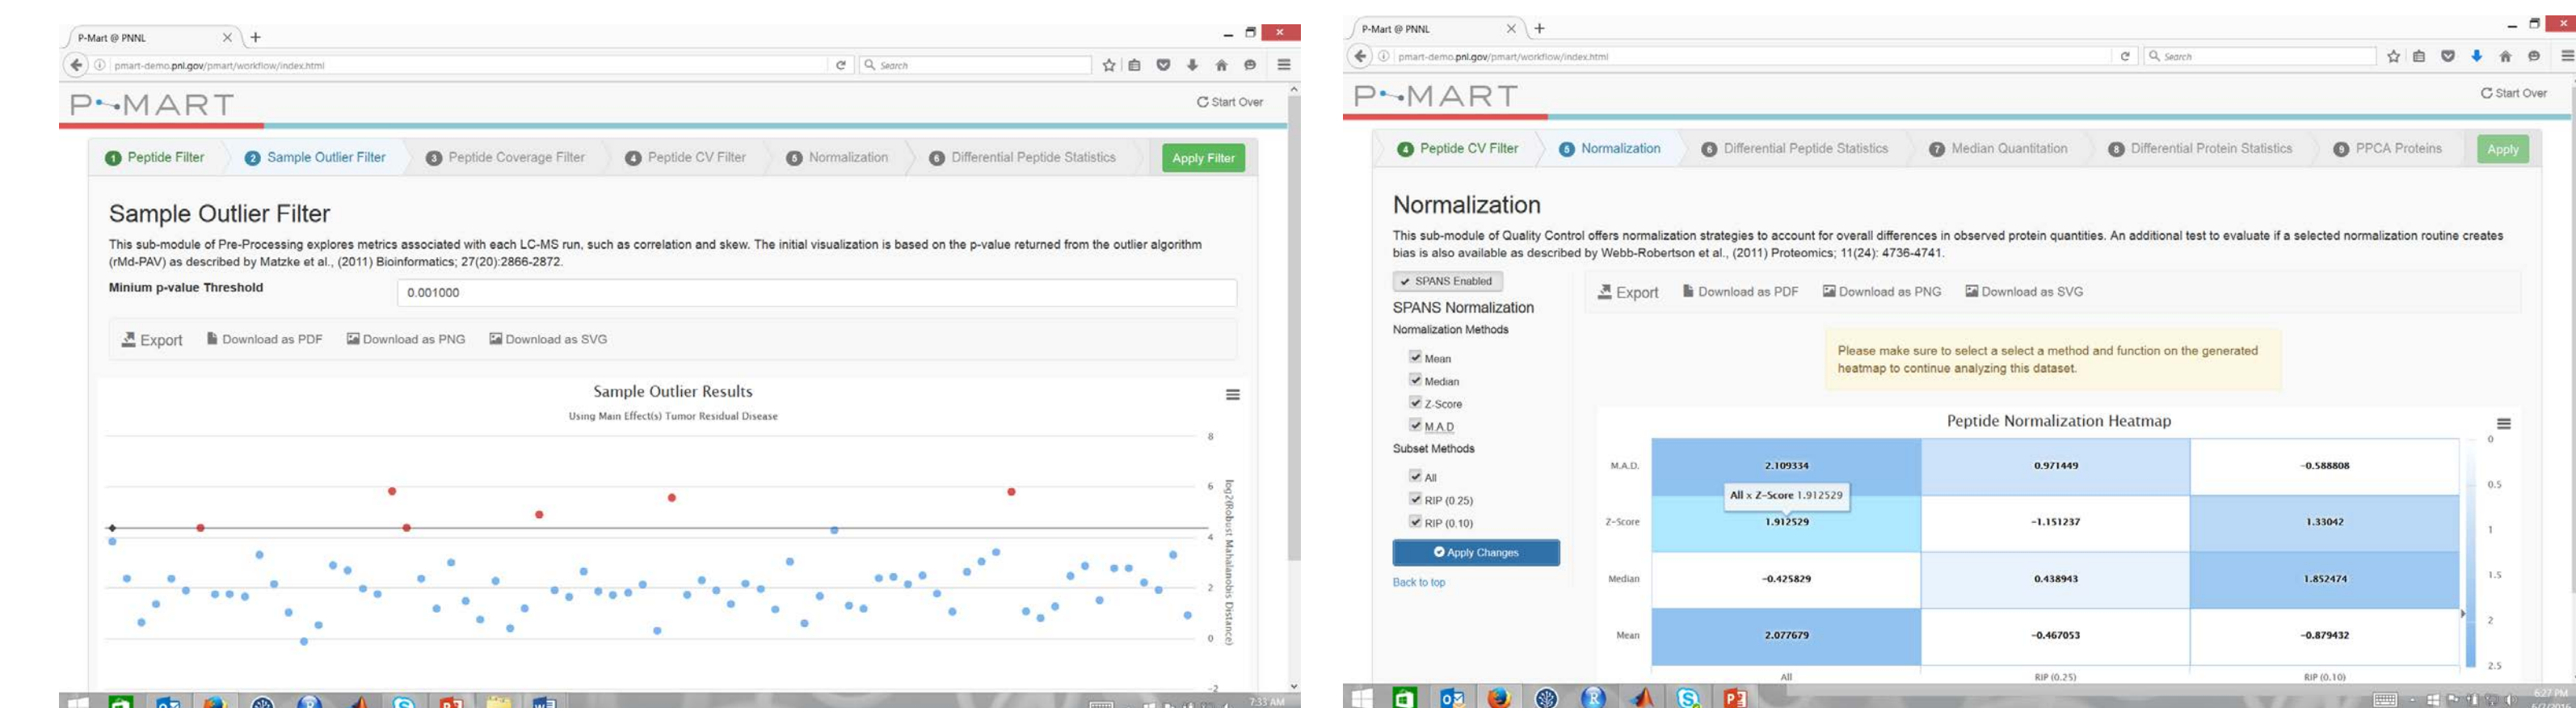 P-Mart @ PNNL
pmart-demo.pnl.gov/pmart/workflow/index.html
Search
P MART
Start Over
1 Peptide Filter
2 Sample Outlier Filter
3 Peptide Coverage Filter
4 Peptide CV Filter
5 Normalization
6 Differential Peptide Statistics
Apply Filter
Sample Outlier Filter
This sub-module of Pre-Processing explores metrics associated with each LC-MS run, such as correlation and skew. The initial visualization is based on the p-value returned from the outlier algorithm
(rMd-PAV) as described by Matzke et al., (2011) Bioinformatics; 27(20):2866-2872.
Minium p-value Threshold
0.001000
Export
Download as PDF
Download as PNG
Download as SVG
Sample Outlier Results
Using Main Effect(s) Tumor Residual Disease
8
6
4
2
0
-2
log2(Robust Mahalanobis Distance)
7:33 AM
P-Mart @ PNNL
pmart-demo.pnl.gov/pmart/workflow/index.html
Search
P MART
Start Over
4 Peptide CV Filter
5 Normalization
6 Differential Peptide Statistics
7 Median Quantitation
8 Differential Protein Statistics
9 PPCA Proteins
Apply
Normalization
This sub-module of Quality Control offers normalization strategies to account for overall differences in observed protein quantities. An additional test to evaluate if a selected normalization routine creates
bias is also available as described by Webb-Robertson et al., (2011) Proteomics; 11(24): 4736-4741.
SPANS Enabled
SPANS Normalization
Normalization Methods
Mean
Median
Z-Score
M.A.D
Subset Methods
All
RIP (0.25)
RIP (0.10)
Apply Changes
Back to top
Export
Download as PDF
Download as PNG
Download as SVG
Please make sure to select a select a method and function on the generated
heatmap to continue analyzing this dataset.
Peptide Normalization Heatmap
M.A.D. 2.109334 0.971449 -0.588808
All x Z-Score 1.912529
Z-Score 1.912529 -1.151237 1.33042
Median -0.425829 0.438943 1.852474
Mean 2.077679 -0.467053 -0.879432
All RIP (0.25) RIP (0.10)
0
0.5
1
1.5
2
2.5
6:27 PM